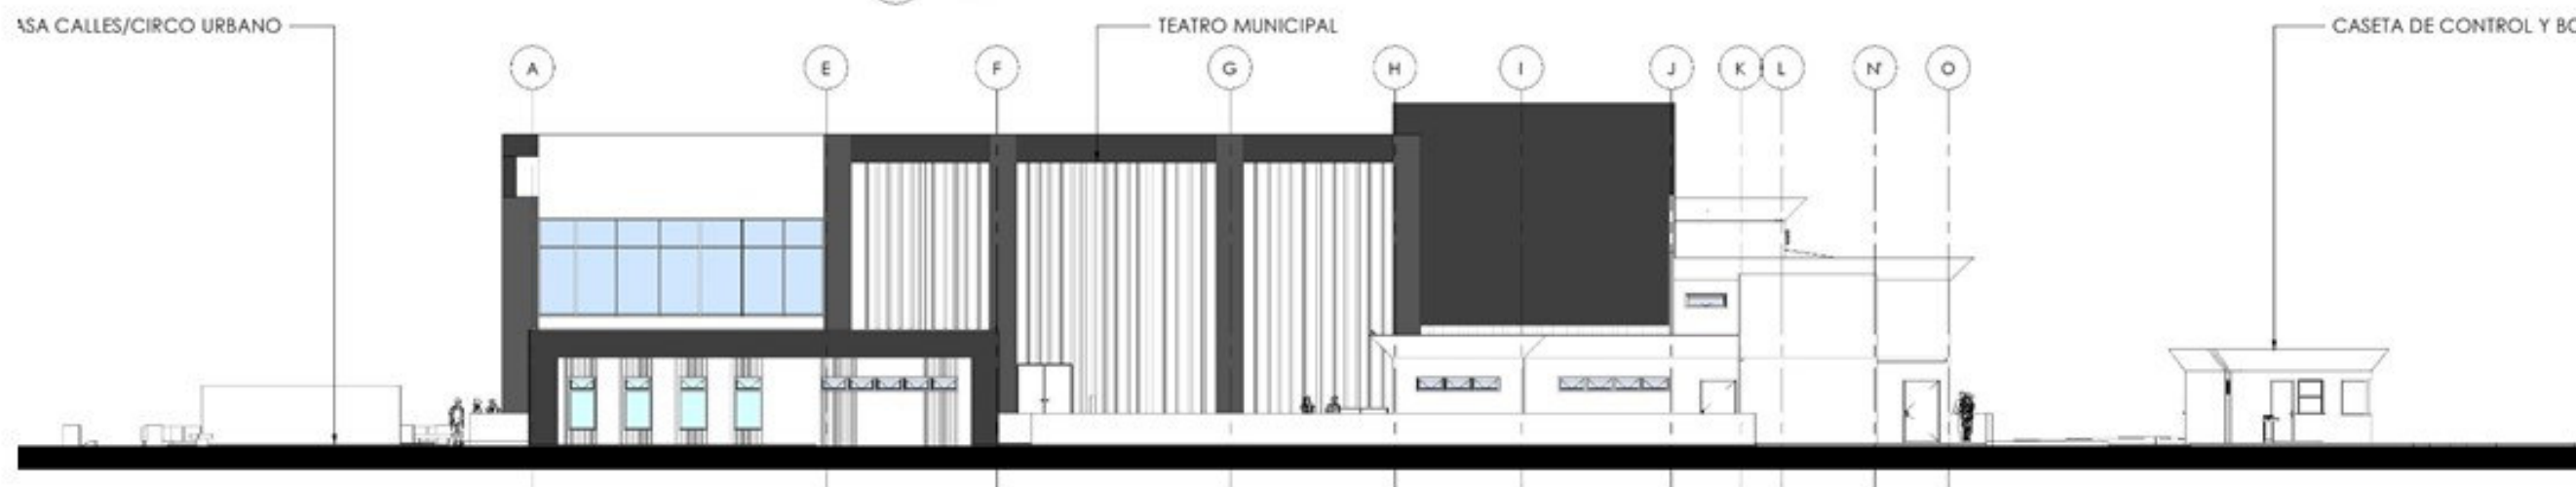 ASA CALLES/CIRCO URBANO
TEATRO MUNICIPAL
CASETA DE CONTROL Y BO
A E F G H I J K L N' O